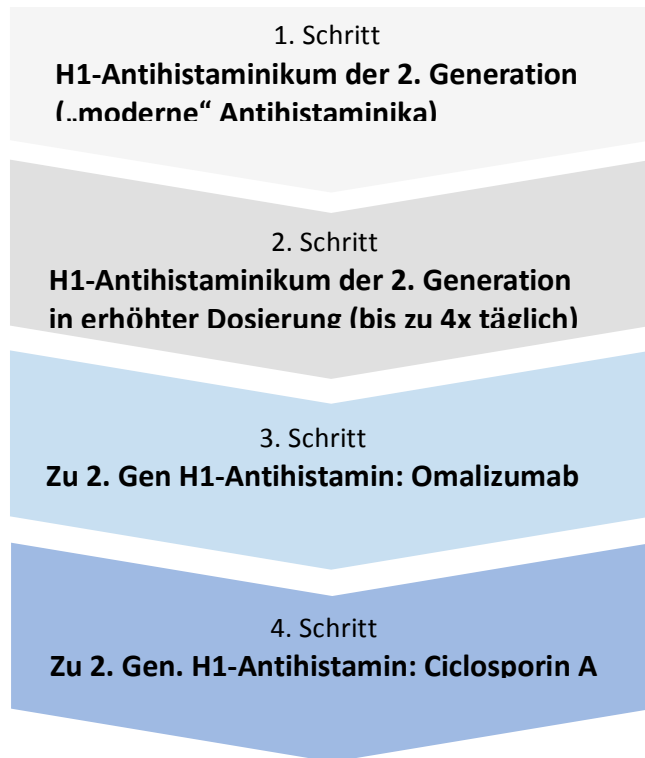 1. Schritt
H1-Antihistaminikum der 2. Generation
(„moderne“ Antihistaminika)
2. Schritt
H1-Antihistaminikum der 2. Generation
in erhöhter Dosierung (bis zu 4x täglich)
3. Schritt
Zu 2. Gen H1-Antihistamin: Omalizumab
4. Schritt
Zu 2. Gen. H1-Antihistamin: Ciclosporin A